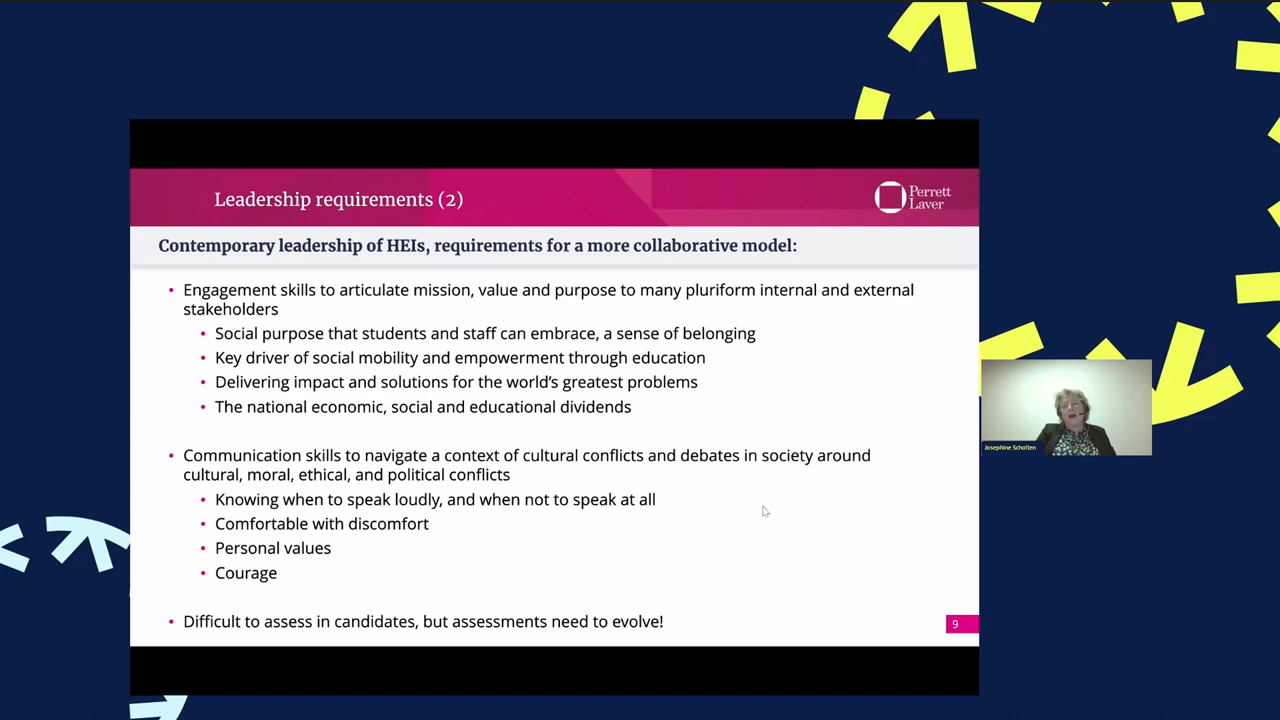 Leadership requirements (2)
Perrett
Laver
Contemporary leadership of HEIs, requirements for a more collaborative model:
• Engagement skills to articulate mission, value and purpose to many pluriform internal and external
stakeholders
• Social purpose that students and staff can embrace, a sense of belonging
• Key driver of social mobility and empowerment through education
• Delivering impact and solutions for the world's greatest problems
• The national economic, social and educational dividends
Josephine Scholten
• Communication skills to navigate a context of cultural conflicts and debates in society around
cultural, moral, ethical, and political conflicts
• Knowing when to speak loudly, and when not to speak at all
• Comfortable with discomfort
• Personal values
• Courage
• Difficult to assess in candidates, but assessments need to evolve!
9